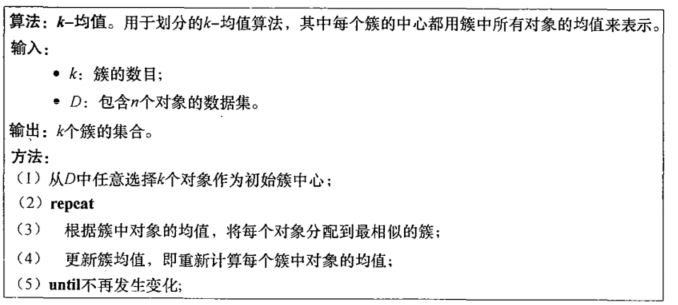 算法：k-均值。用于划分的k-均值算法，其中每个簇的中心都用簇中所有对象的均值来表示。
输入：
• k：簇的数目；
• D：包含n个对象的数据集。
输出：k个簇的集合。
方法：
（1）从D中任意选择k个对象作为初始簇中心；
（2）repeat
（3） 根据簇中对象的均值，将每个对象分配到最相似的簇；
（4） 更新簇均值，即重新计算每个簇中对象的均值；
（5）until不再发生变化;